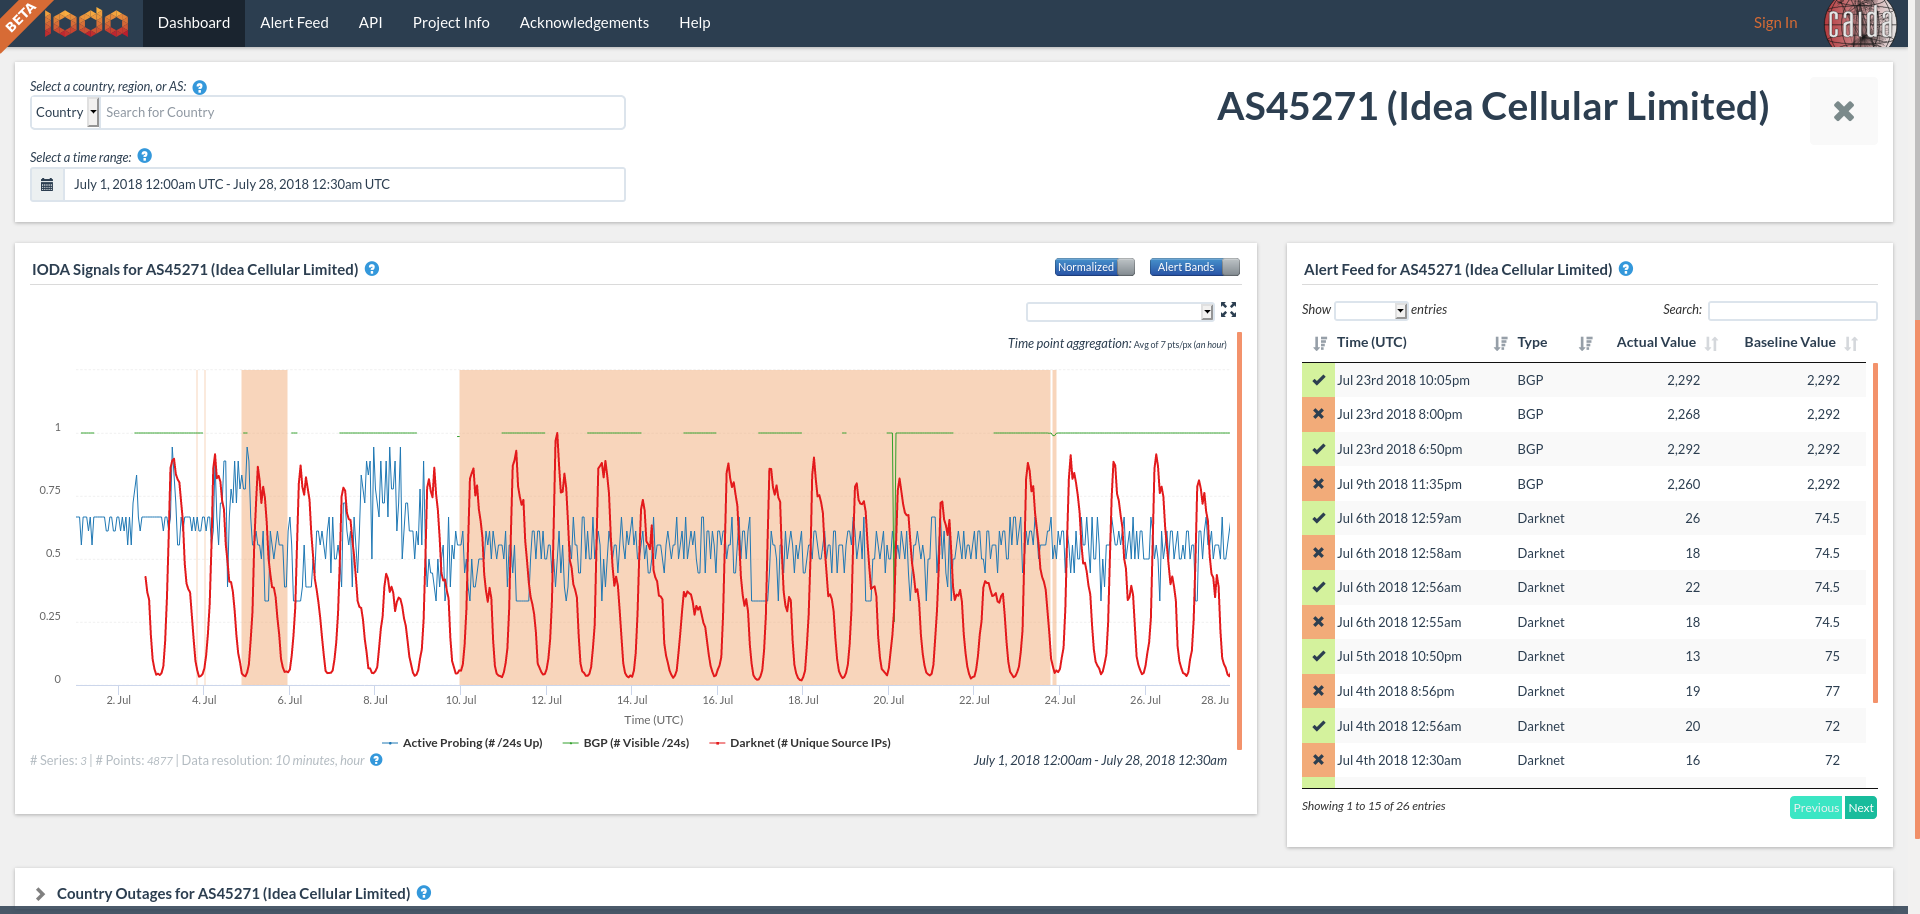 BETA
ioda
Dashboard
Alert Feed
API
Project Info
Acknowledgements
Help
Sign In
caida
Select a country, region, or AS: ?
Country
Search for Country
AS45271 (Idea Cellular Limited)
Select a time range: ?
July 1, 2018 12:00am UTC - July 28, 2018 12:30am UTC
IODA Signals for AS45271 (Idea Cellular Limited) ?
Normalized
Alert Bands
Time point aggregation: Avg of 7 pts/px (an hour)
1
0.75
0.5
0.25
0
2. Jul
4. Jul
6. Jul
8. Jul
10. Jul
12. Jul
14. Jul
16. Jul
18. Jul
20. Jul
22. Jul
24. Jul
26. Jul
28. Ju
Time (UTC)
Active Probing (# /24s Up)
BGP (# Visible /24s)
Darknet (# Unique Source IPs)
# Series: 3 | # Points: 4877 | Data resolution: 10 minutes, hour ?
July 1, 2018 12:00am - July 28, 2018 12:30am
Alert Feed for AS45271 (Idea Cellular Limited) ?
Show entries
Search:
Time (UTC) Type Actual Value Baseline Value
Jul 23rd 2018 10:05pm BGP 2,292 2,292
Jul 23rd 2018 8:00pm BGP 2,268 2,292
Jul 23rd 2018 6:50pm BGP 2,292 2,292
Jul 9th 2018 11:35pm BGP 2,260 2,292
Jul 6th 2018 12:59am Darknet 26 74.5
Jul 6th 2018 12:58am Darknet 18 74.5
Jul 6th 2018 12:56am Darknet 22 74.5
Jul 6th 2018 12:55am Darknet 18 74.5
Jul 5th 2018 10:50pm Darknet 13 75
Jul 4th 2018 8:56pm Darknet 19 77
Jul 4th 2018 12:56am Darknet 20 72
Jul 4th 2018 12:30am Darknet 16 72
Showing 1 to 15 of 26 entries
Previous
Next
Country Outages for AS45271 (Idea Cellular Limited) ?